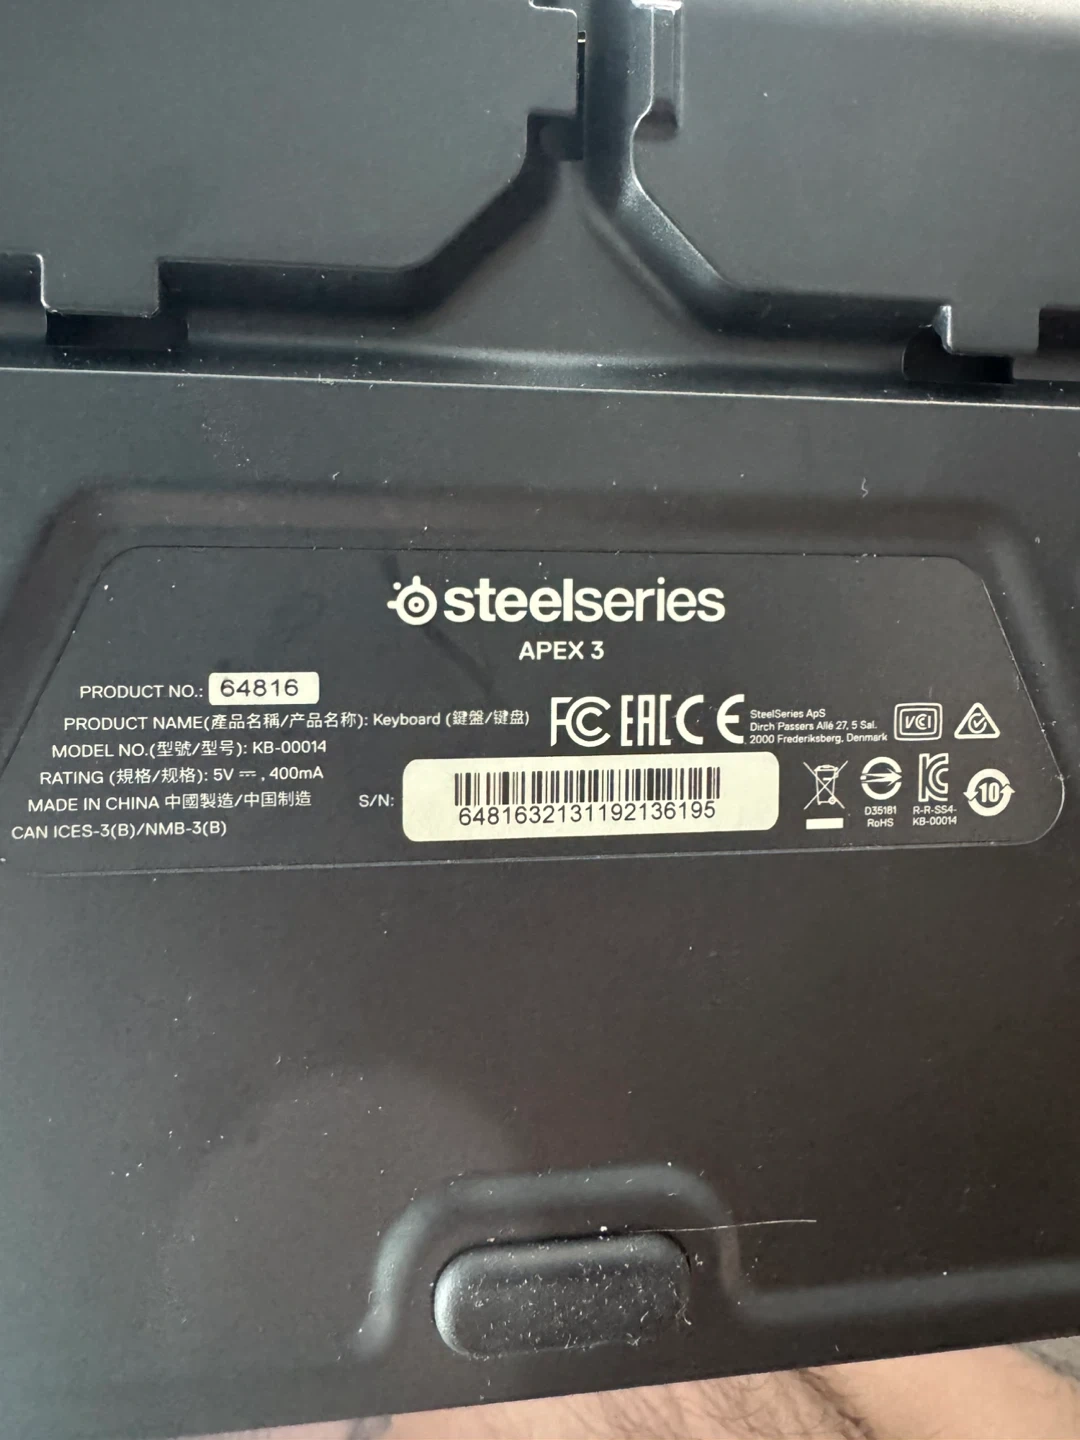 steelseries
APEX 3
PRODUCT NO.: 64816
PRODUCT NAME(產品名稱/产品名称): Keyboard (鍵盤/键盘)
MODEL NO.(型號/型号): KB-00014
RATING (規格/规格): 5V ⎓, 400mA
MADE IN CHINA 中國製造/中国制造
CAN ICES-3(B)/NMB-3(B)
S/N:
6481632131192136195
FC EAC CE
SteelSeries ApS
Dirch Passers Allé 27, 5 Sal.
2000 Frederiksberg, Denmark
VCI
D35181
RoHS
R-R-SS4-
KB-00014
10